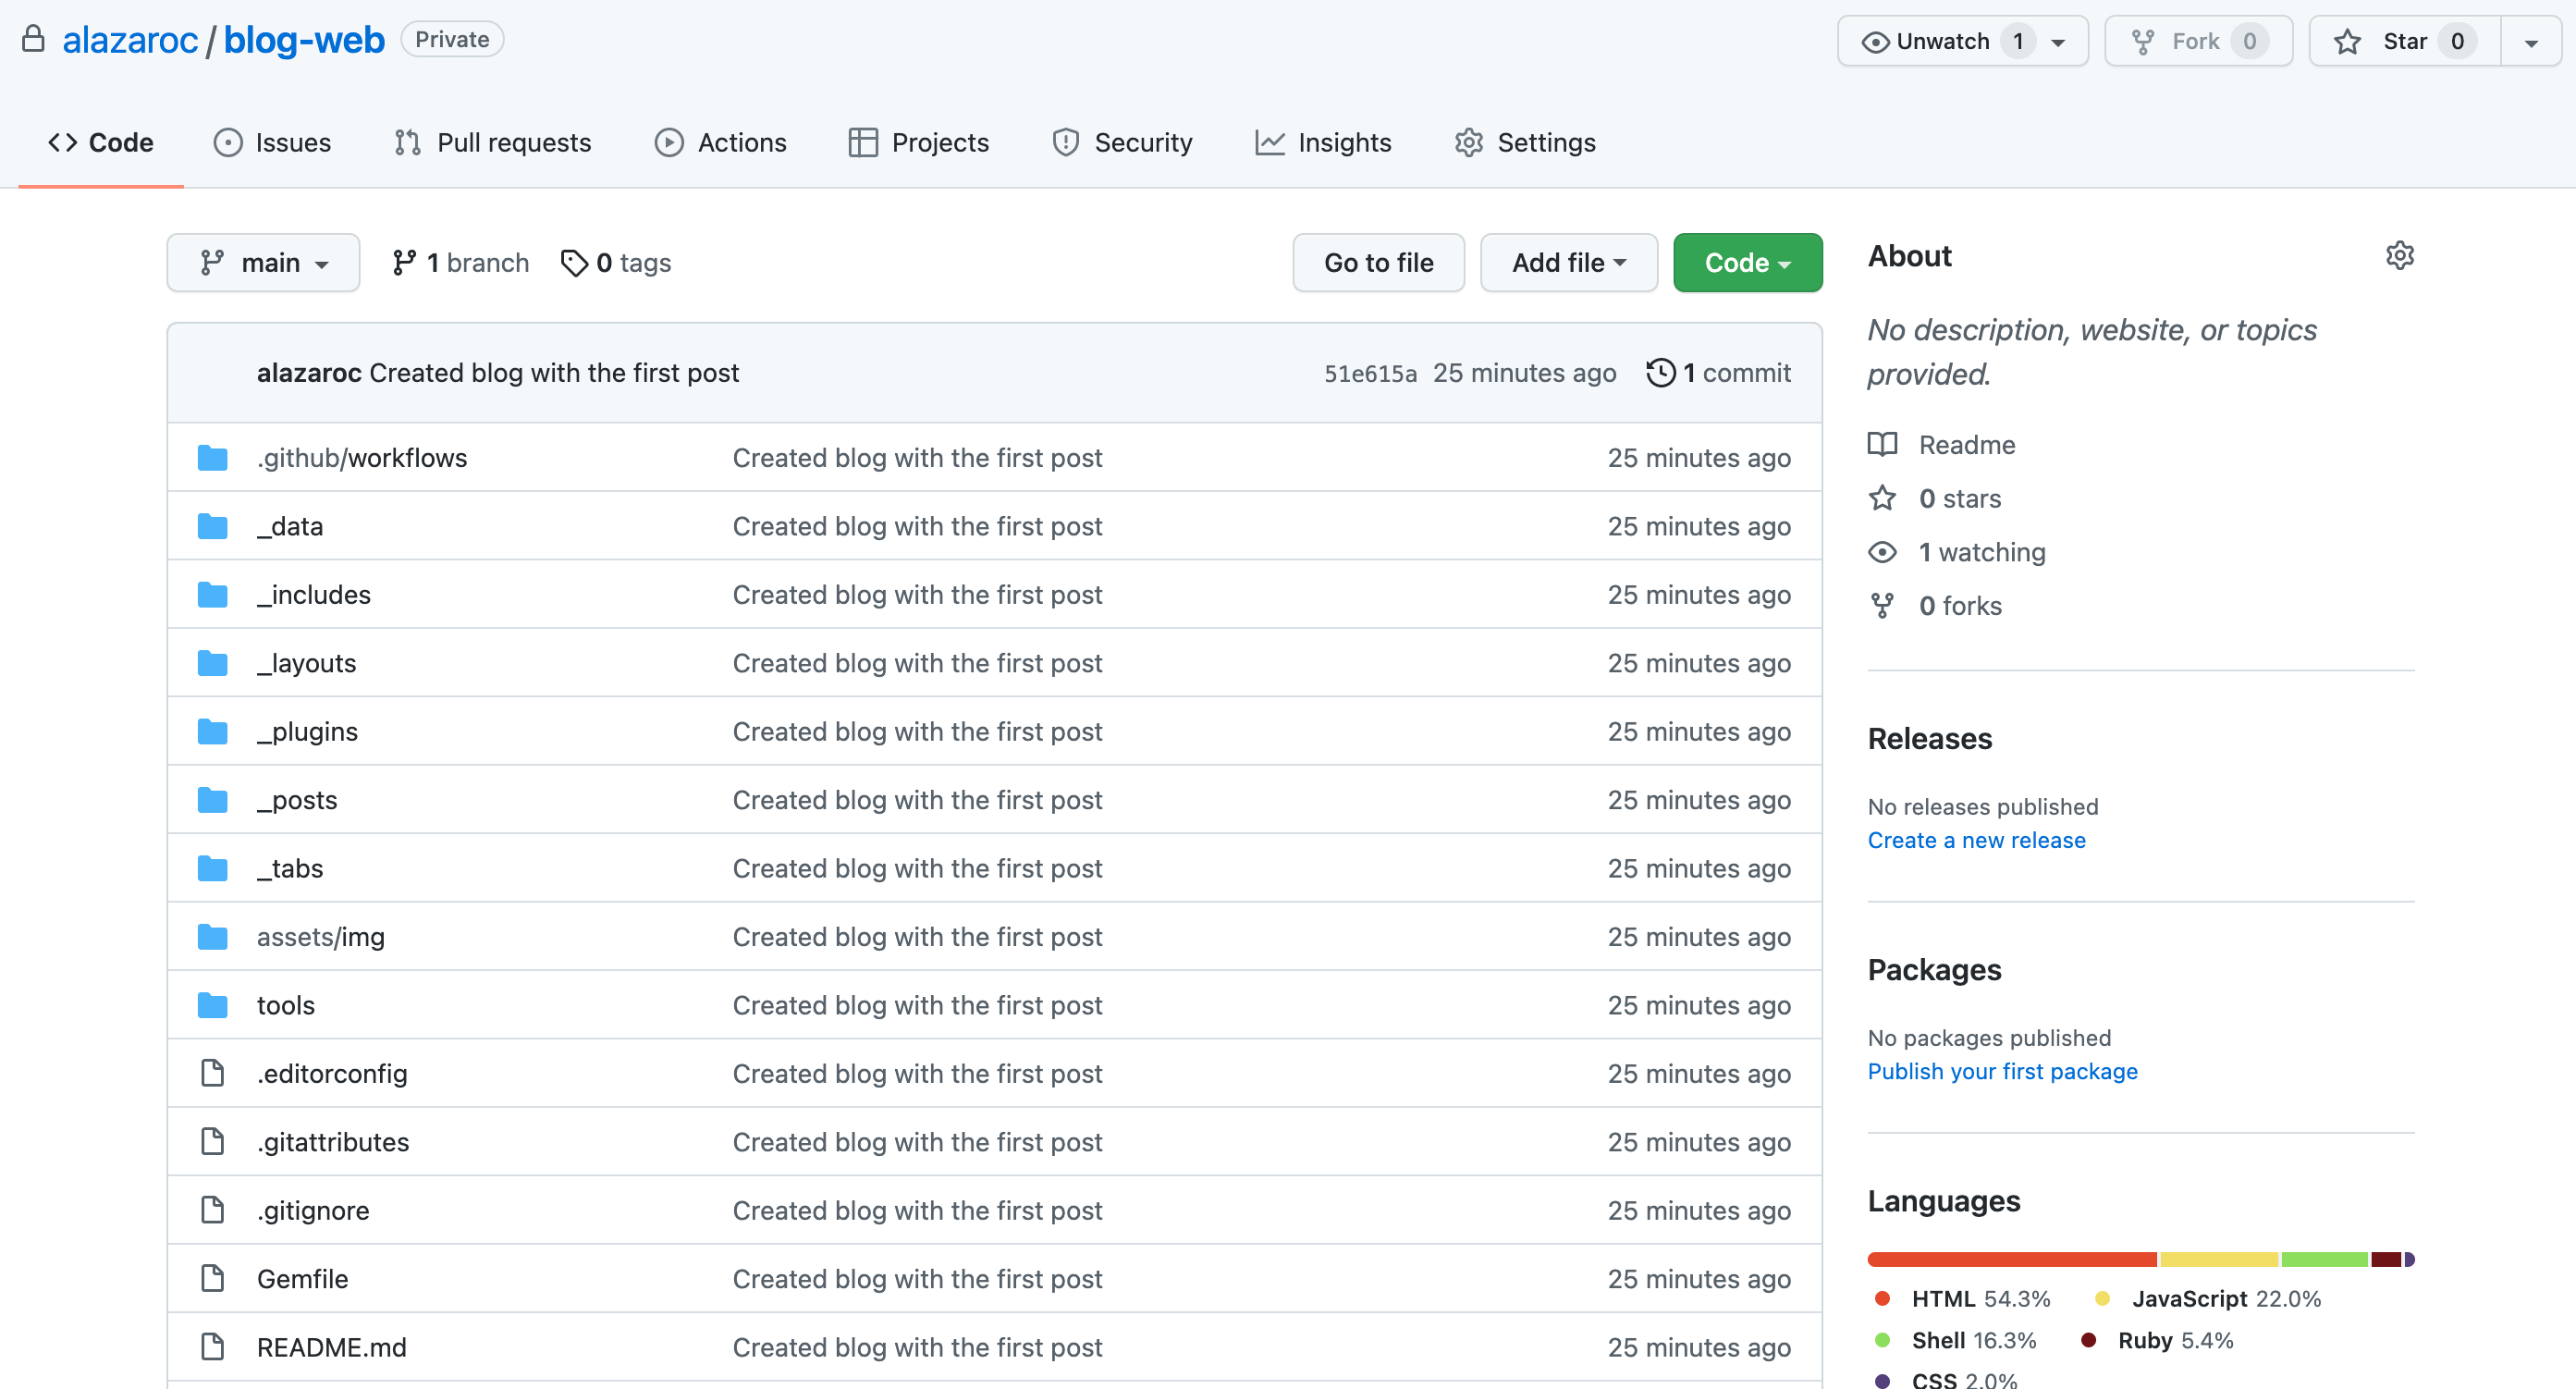 alazaroc / blog-web Private Unwatch 1 Fork 0 Star 0
Code Issues Pull requests Actions Projects Security Insights Settings
main 1 branch 0 tags Go to file Add file Code
alazaroc Created blog with the first post 51e615a 25 minutes ago 1 commit
.github/workflows Created blog with the first post 25 minutes ago
_data Created blog with the first post 25 minutes ago
_includes Created blog with the first post 25 minutes ago
_layouts Created blog with the first post 25 minutes ago
_plugins Created blog with the first post 25 minutes ago
_posts Created blog with the first post 25 minutes ago
_tabs Created blog with the first post 25 minutes ago
assets/img Created blog with the first post 25 minutes ago
tools Created blog with the first post 25 minutes ago
.editorconfig Created blog with the first post 25 minutes ago
.gitattributes Created blog with the first post 25 minutes ago
.gitignore Created blog with the first post 25 minutes ago
Gemfile Created blog with the first post 25 minutes ago
README.md Created blog with the first post 25 minutes ago
About
No description, website, or topics
provided.
Readme
0 stars
1 watching
0 forks
Releases
No releases published
Create a new release
Packages
No packages published
Publish your first package
Languages
HTML 54.3% JavaScript 22.0%
Shell 16.3% Ruby 5.4%
CSS 2.0%